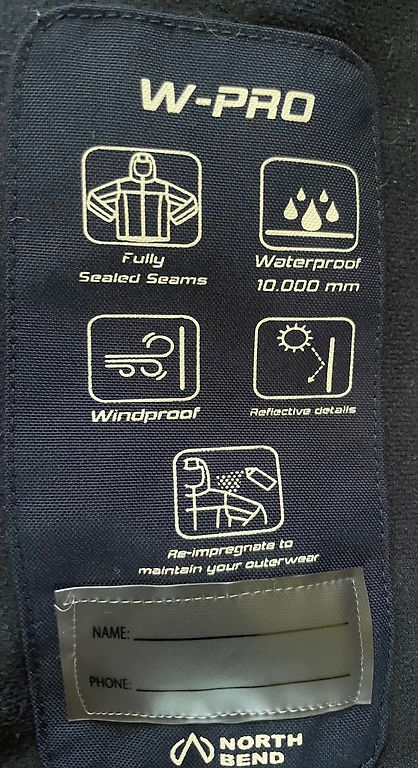 W-PRO
Fully
Sealed Seams
Waterproof
10.000 mm
Windproof
Reflective details
Re-impregnate to
maintain your outerwear
NAME:
PHONE:
NORTH
BEND